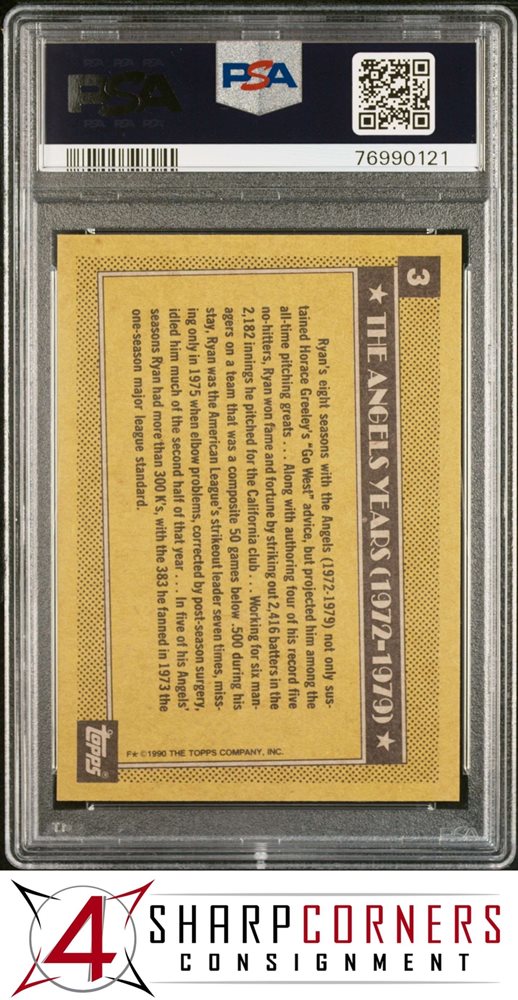 PSA
PSA
76990121
3
★ THE ANGELS YEARS (1972-1979) ★
Ryan's eight seasons with the Angels (1972-1979) not only sus-
tained Horace Greeley's "Go West" advice, but projected him among the
all-time pitching greats . . . Along with authoring four of his record five
no-hitters, Ryan won fame and fortune by striking out 2,416 batters in the
2,182 innings he pitched for the California club . . . Working for six man-
agers on a team that was a composite 50 games below .500 during his
stay, Ryan was the American League's strikeout leader seven times, miss-
ing only in 1975 when elbow problems, corrected by post-season surgery,
idled him much of the second half of that year . . . In five of his Angels'
seasons Ryan had more than 300 K's, with the 383 he fanned in 1973 the
one-season major league standard.
F★ ©1990 THE TOPPS COMPANY, INC.
Topps®
PSA
4
SHARPCORNERS
CONSIGNMENT